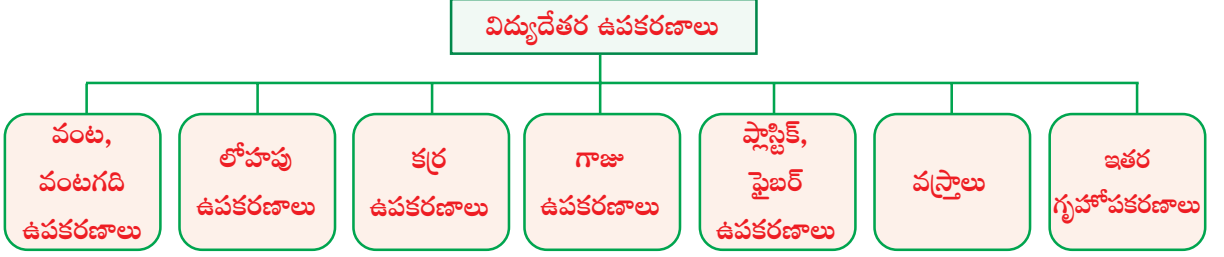 విద్యుదేతర ఉపకరణాలు
వంట,
వంటగది
ఉపకరణాలు
లోహపు
ఉపకరణాలు
కర్ర
ఉపకరణాలు
గాజు
ఉపకరణాలు
ప్లాస్టిక్,
ఫైబర్
ఉపకరణాలు
వస్త్రాలు
ఇతర
గృహోపకరణాలు